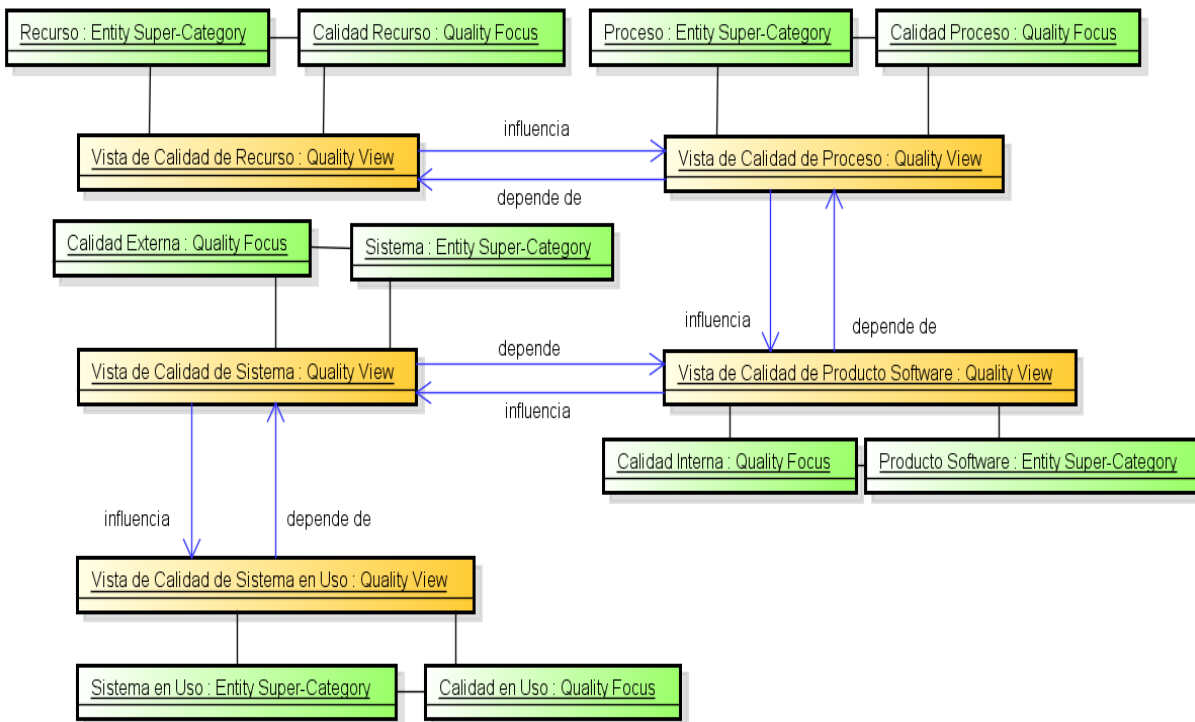 Recurso : Entity Super-Category
Calidad Recurso : Quality Focus
Proceso : Entity Super-Category
Calidad Proceso : Quality Focus
influencia
Vista de Calidad de Recurso : Quality View
Vista de Calidad de Proceso : Quality View
depende de
Calidad Externa : Quality Focus
Sistema : Entity Super-Category
influencia
depende de
depende
Vista de Calidad de Sistema : Quality View
Vista de Calidad de Producto Software : Quality View
influencia
Calidad Interna : Quality Focus
Producto Software : Entity Super-Category
influencia
depende de
Vista de Calidad de Sistema en Uso : Quality View
Sistema en Uso : Entity Super-Category
Calidad en Uso : Quality Focus